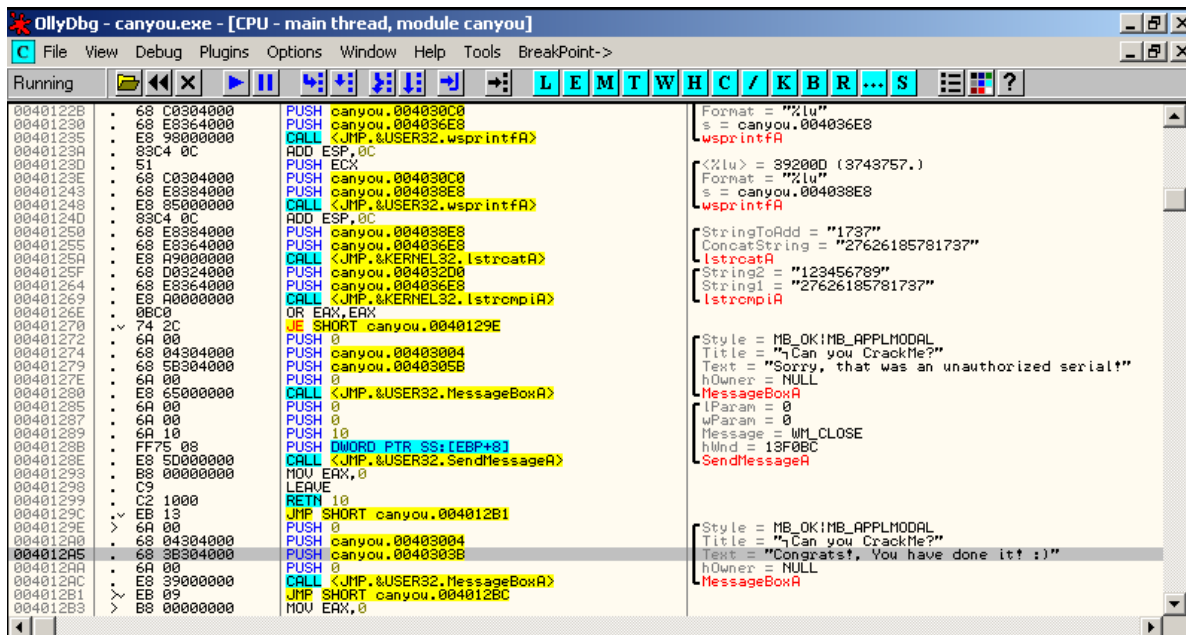 OllyDbg - canyou.exe - [CPU - main thread, module canyou]
C File View Debug Plugins Options Window Help Tools BreakPoint->
Running L E M T W H C / K B R ... S ?
0040122B . 68 C0304000 PUSH canyou.004030C0 Format = "%lu"
00401230 . 68 E8364000 PUSH canyou.004036E8 s = canyou.004036E8
00401235 . E8 98000000 CALL <JMP.&USER32.wsprintfA> wsprintfA
0040123A . 83C4 0C ADD ESP,0C
0040123D . 51 PUSH ECX <%lu> = 39200D (3743757.)
0040123E . 68 C0304000 PUSH canyou.004030C0 Format = "%lu"
00401243 . 68 E8384000 PUSH canyou.004038E8 s = canyou.004038E8
00401248 . E8 85000000 CALL <JMP.&USER32.wsprintfA> wsprintfA
0040124D . 83C4 0C ADD ESP,0C
00401250 . 68 E8384000 PUSH canyou.004038E8 StringToAdd = "1737"
00401255 . 68 E8364000 PUSH canyou.004036E8 ConcatString = "27626185781737"
0040125A . E8 A9000000 CALL <JMP.&KERNEL32.lstrcatA> lstrcatA
0040125F . 68 D0324000 PUSH canyou.004032D0 String2 = "123456789"
00401264 . 68 E8364000 PUSH canyou.004036E8 String1 = "27626185781737"
00401269 . E8 A0000000 CALL <JMP.&KERNEL32.lstrcmpiA> lstrcmpiA
0040126E . 0BC0 OR EAX,EAX
00401270 .v 74 2C JE SHORT canyou.0040129E
00401272 . 6A 00 PUSH 0 Style = MB_OK|MB_APPLMODAL
00401274 . 68 04304000 PUSH canyou.00403004 Title = "¬Can you CrackMe?"
00401279 . 68 5B304000 PUSH canyou.0040305B Text = "Sorry, that was an unauthorized serial!"
0040127E . 6A 00 PUSH 0 hOwner = NULL
00401280 . E8 65000000 CALL <JMP.&USER32.MessageBoxA> MessageBoxA
00401285 . 6A 00 PUSH 0 lParam = 0
00401287 . 6A 00 PUSH 0 wParam = 0
00401289 . 6A 10 PUSH 10 Message = WM_CLOSE
0040128B . FF75 08 PUSH DWORD PTR SS:[EBP+8] hWnd = 13F0BC
0040128E . E8 5D000000 CALL <JMP.&USER32.SendMessageA> SendMessageA
00401293 . B8 00000000 MOV EAX,0
00401298 . C9 LEAVE
00401299 . C2 1000 RETN 10
0040129C .v EB 13 JMP SHORT canyou.004012B1
0040129E > 6A 00 PUSH 0 Style = MB_OK|MB_APPLMODAL
004012A0 . 68 04304000 PUSH canyou.00403004 Title = "¬Can you CrackMe?"
004012A5 . 68 3B304000 PUSH canyou.0040303B Text = "Congrats!, You have done it! :)"
004012AA . 6A 00 PUSH 0 hOwner = NULL
004012AC . E8 39000000 CALL <JMP.&USER32.MessageBoxA> MessageBoxA
004012B1 >v EB 09 JMP SHORT canyou.004012BC
004012B3 > B8 00000000 MOV EAX,0